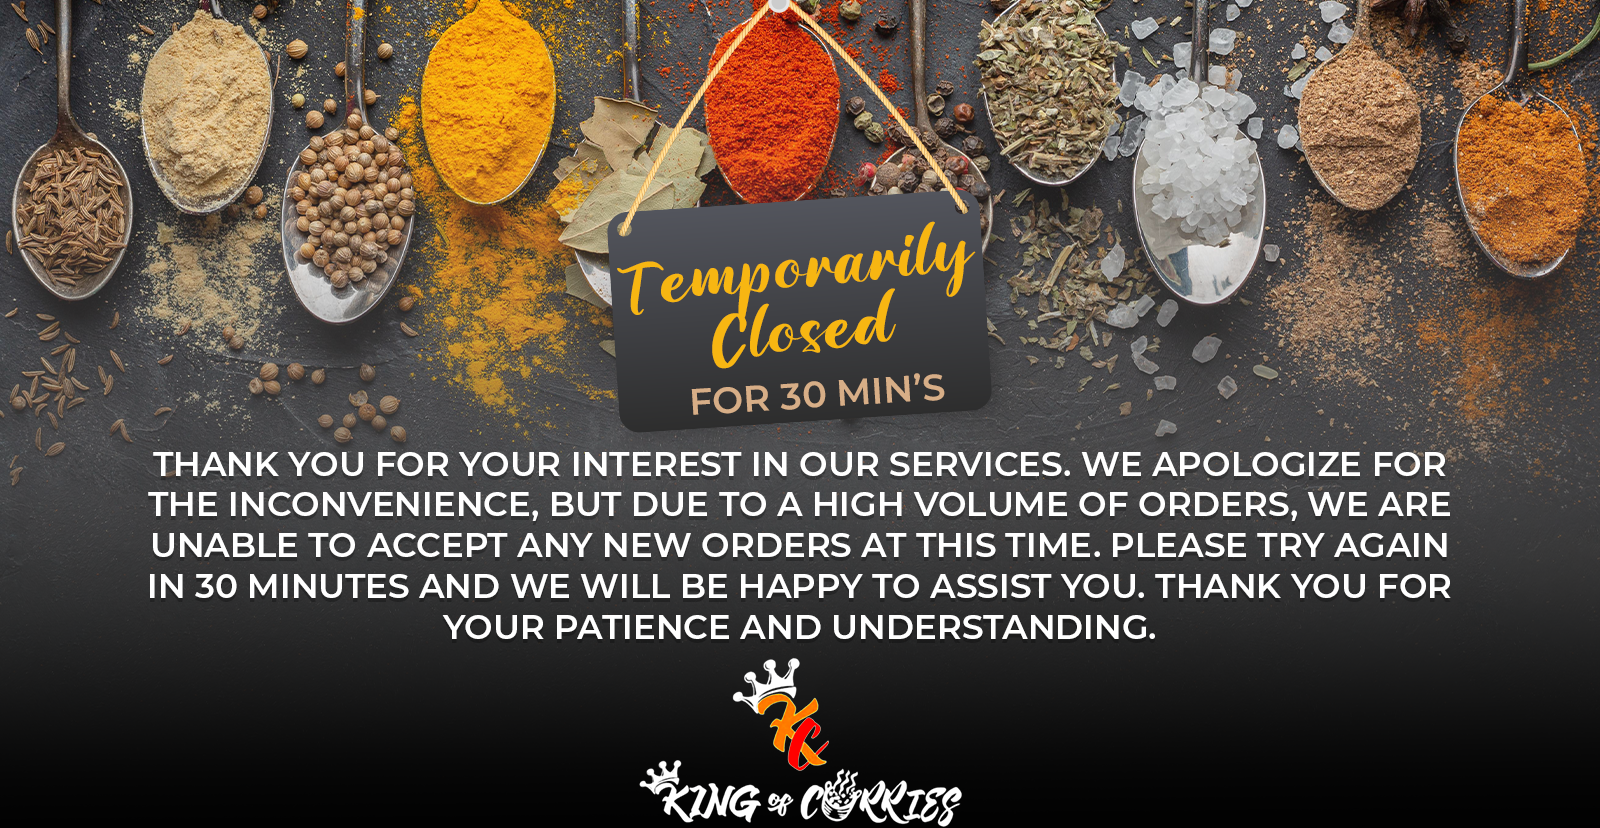 Temporarily
Closed
FOR 30 MIN'S
THANK YOU FOR YOUR INTEREST IN OUR SERVICES. WE APOLOGIZE FOR
THE INCONVENIENCE, BUT DUE TO A HIGH VOLUME OF ORDERS, WE ARE
UNABLE TO ACCEPT ANY NEW ORDERS AT THIS TIME. PLEASE TRY AGAIN
IN 30 MINUTES AND WE WILL BE HAPPY TO ASSIST YOU. THANK YOU FOR
YOUR PATIENCE AND UNDERSTANDING.
KC
KING OF CURRIES